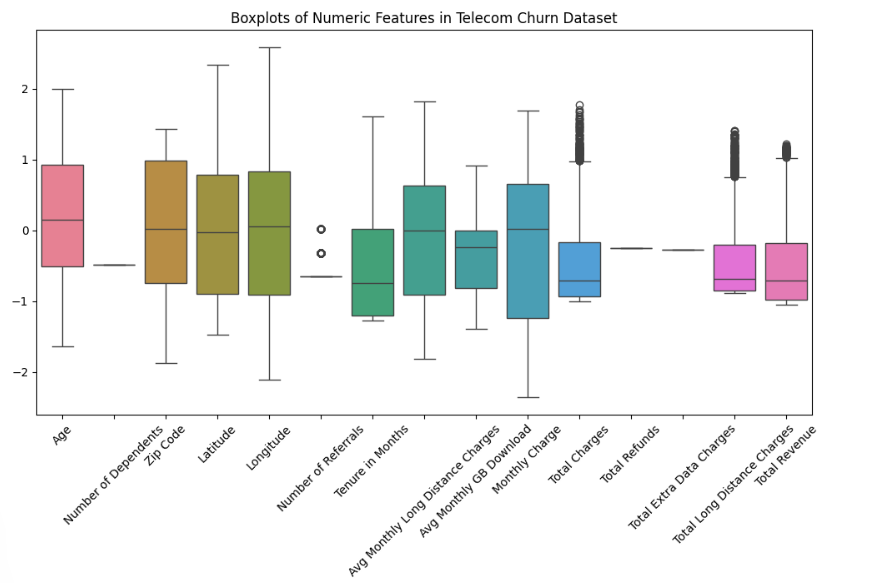 Boxplots of Numeric Features in Telecom Churn Dataset
2
1
0
−1
−2
Age
Number of Dependents
Zip Code
Latitude
Longitude
Number of Referrals
Tenure in Months
Avg Monthly Long Distance Charges
Avg Monthly GB Download
Monthly Charge
Total Charges
Total Refunds
Total Extra Data Charges
Total Long Distance Charges
Total Revenue